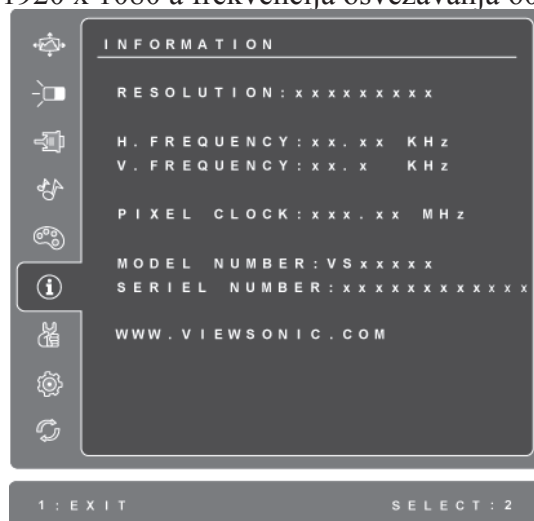 1920 x 1080 a frekvencija osvežavanja 60
INFORMATION
RESOLUTION:xxxxxxxxx
H. FREQUENCY:xx.xx KHz
V. FREQUENCY:xx.x KHz
PIXEL CLOCK:xxx.xx MHz
MODEL NUMBER:VSxxxxx
SERIEL NUMBER:xxxxxxxxxxxx
WWW.VIEWSONIC.COM
1:EXIT SELECT:2